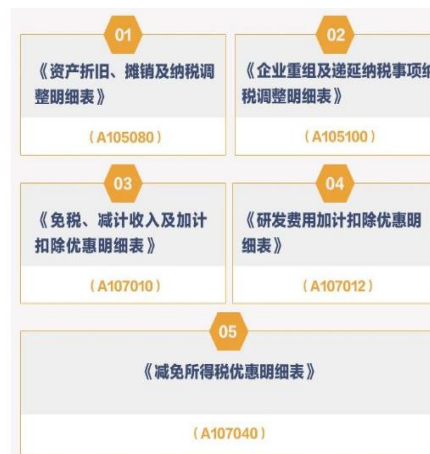 01
《资产折旧、摊销及纳税调
整明细表》
（A105080）
02
《企业重组及递延纳税事项纳
税调整明细表》
（A105100）
03
《免税、减计收入及加计
扣除优惠明细表》
（A107010）
04
《研发费用加计扣除优惠明
细表》
（A107012）
05
《减免所得税优惠明细表》
（A107040）